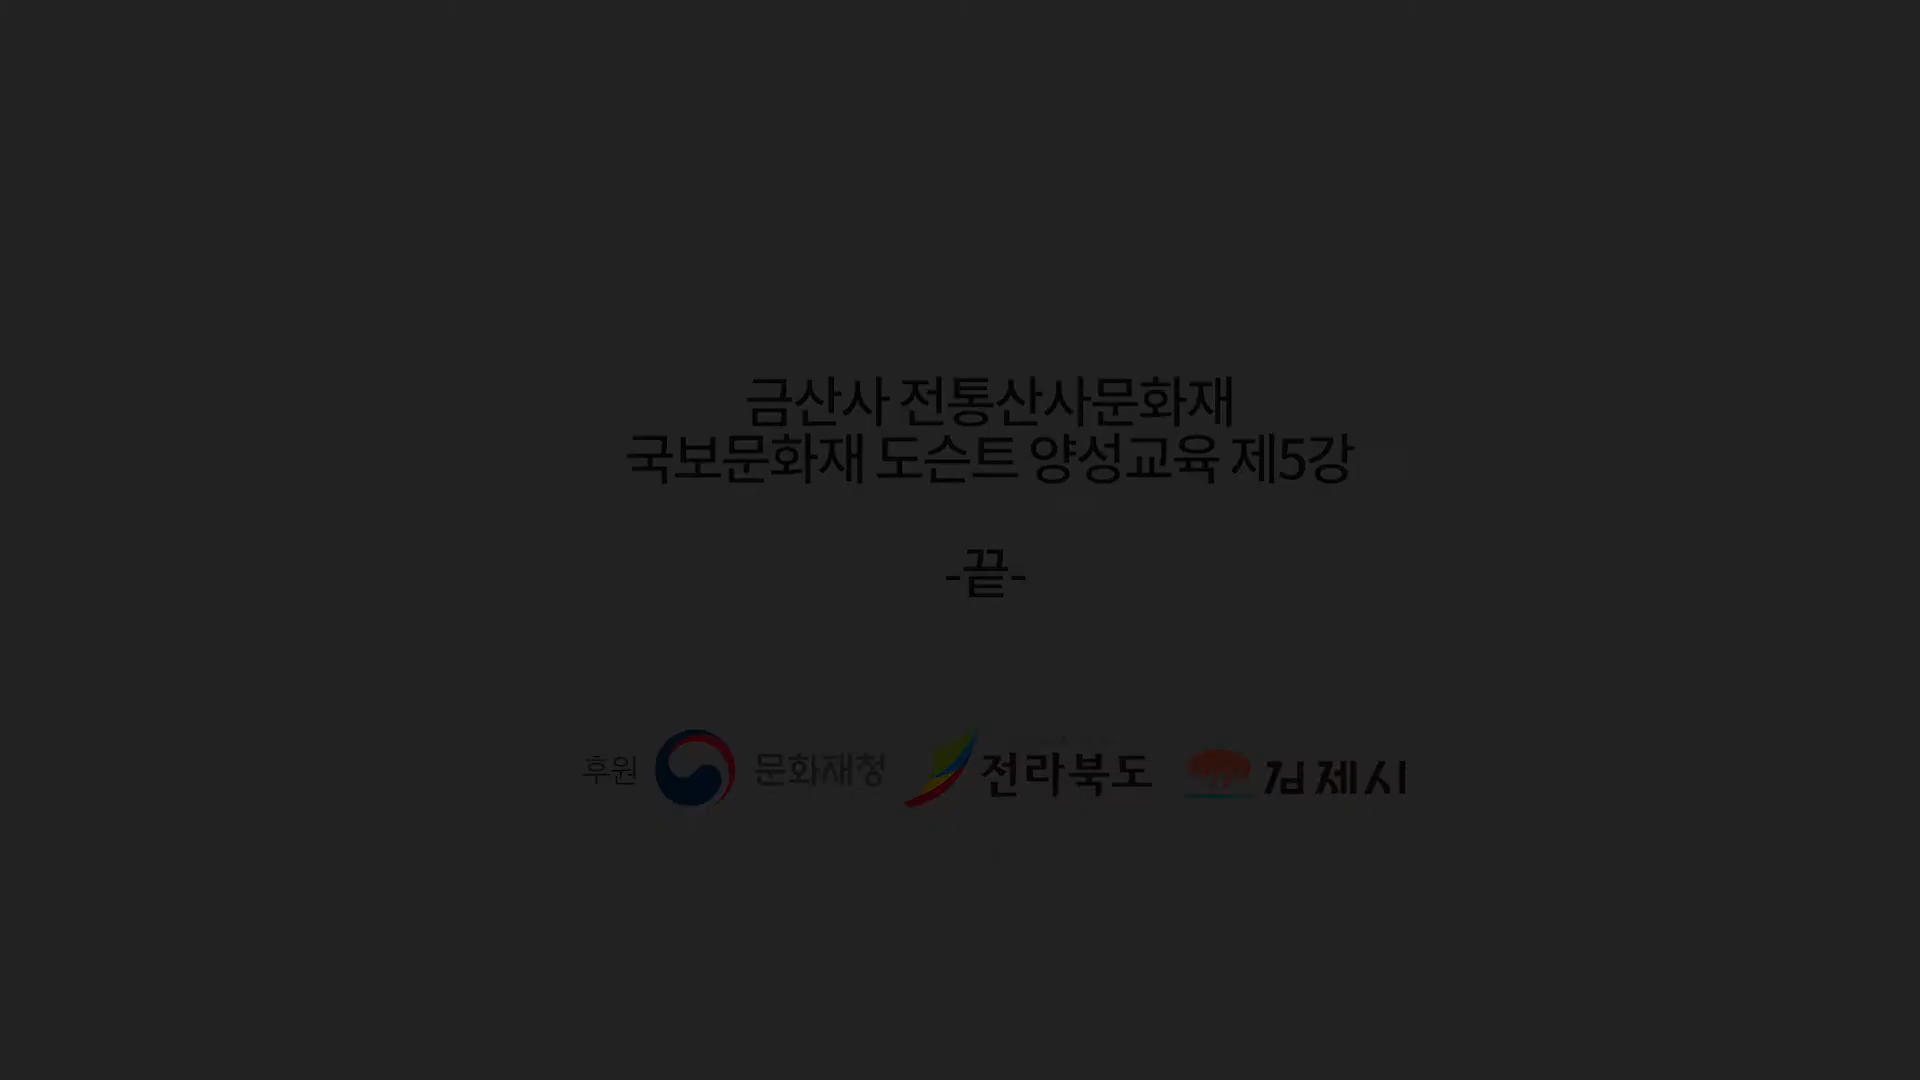 금산사 전통산사문화재
국보문화재 도슨트 양성교육 제5강
-끝-
후원 문화재청 전라북도 김제시